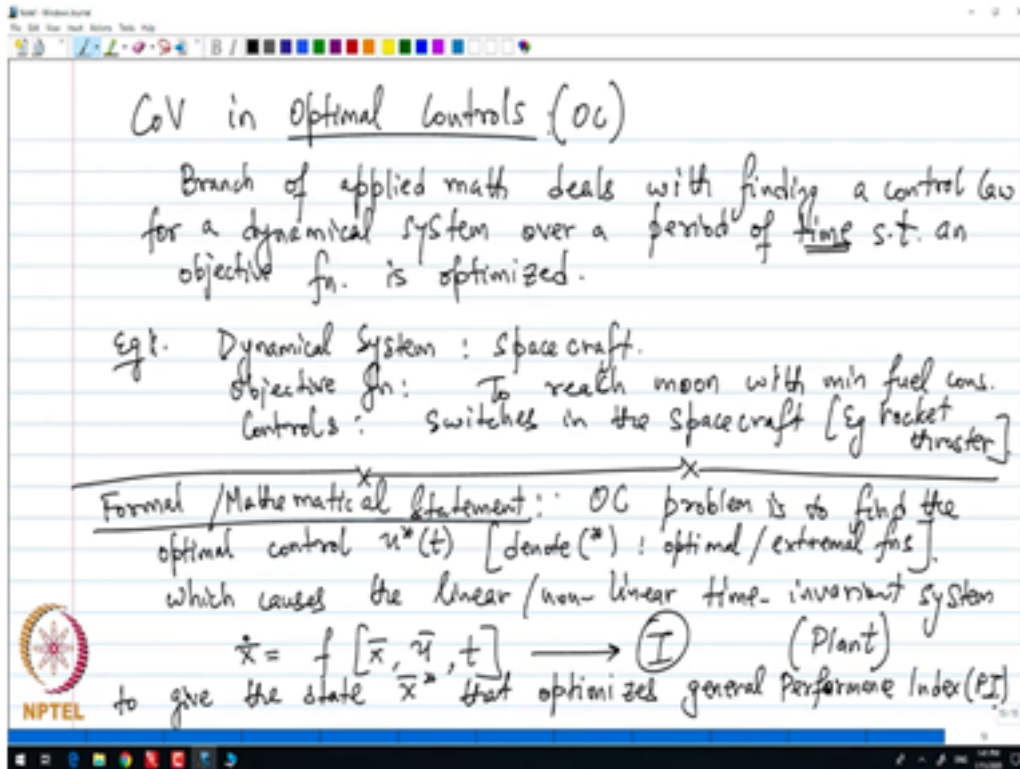 CoV in Optimal Controls : (OC)
Branch of applied math deals with finding a control law
for a dynamical system over a period of time s.t. an
objective fn. is optimized.
Eg1. Dynamical System : spacecraft.
objective fn : To reach moon with min fuel cons.
Controls : switches in the spacecraft [Eg rocket
thruster]
Formal / Mathematical Statement : OC problem is to find the
optimal control u*(t) [denote (*) : optimal / extremal fns].
which causes the linear / non-linear time-invariant system
ẋ = f [x̄, ū, t] ⟶ I (Plant)
to give the state x̄* that optimizes general Performane Index (PI)
NPTEL